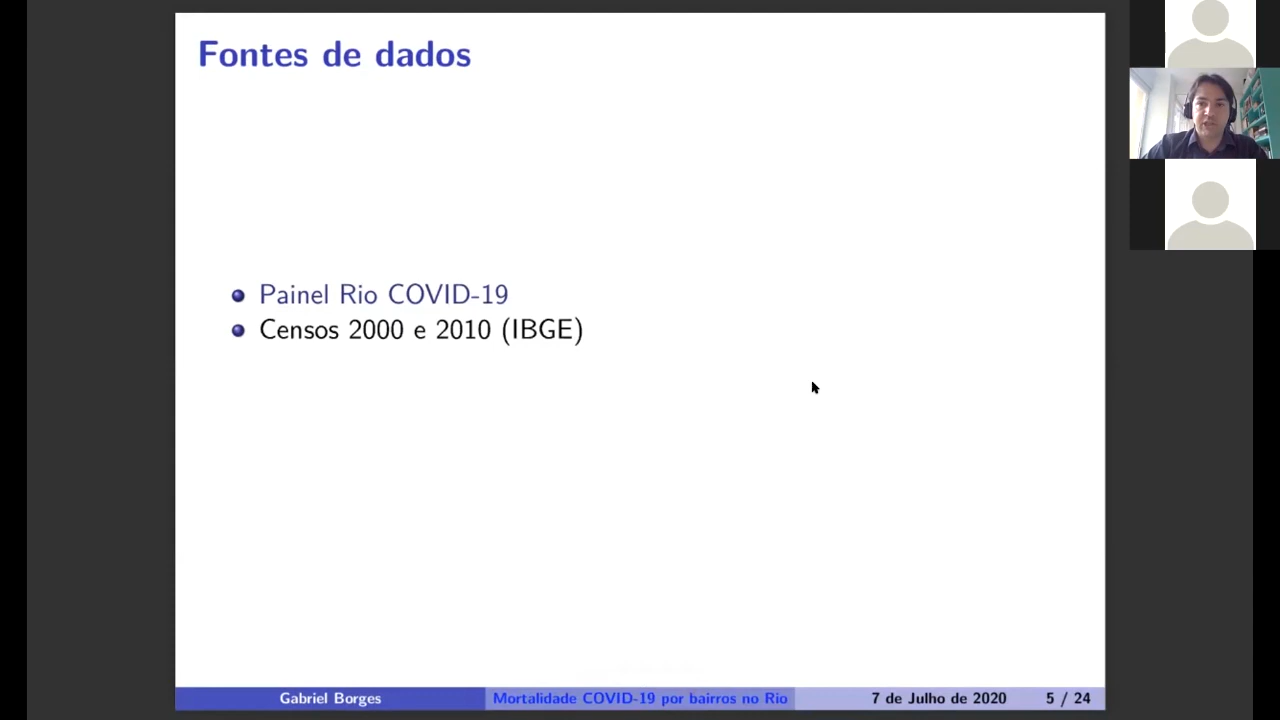 Fontes de dados
Painel Rio COVID-19
Censos 2000 e 2010 (IBGE)
Gabriel Borges
Mortalidade COVID-19 por bairros no Rio
7 de Julho de 2020
5 / 24